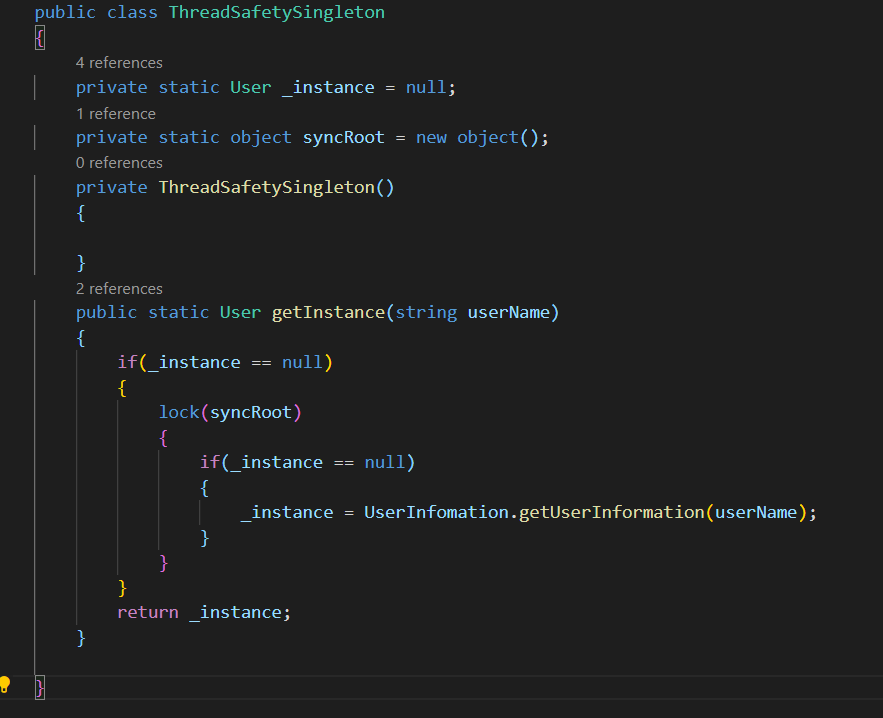 public class ThreadSafetySingleton
{
4 references
private static User _instance = null;
1 reference
private static object syncRoot = new object();
0 references
private ThreadSafetySingleton()
{
}
2 references
public static User getInstance(string userName)
{
if(_instance == null)
{
lock(syncRoot)
{
if(_instance == null)
{
_instance = UserInfomation.getUserInformation(userName);
}
}
}
return _instance;
}
}